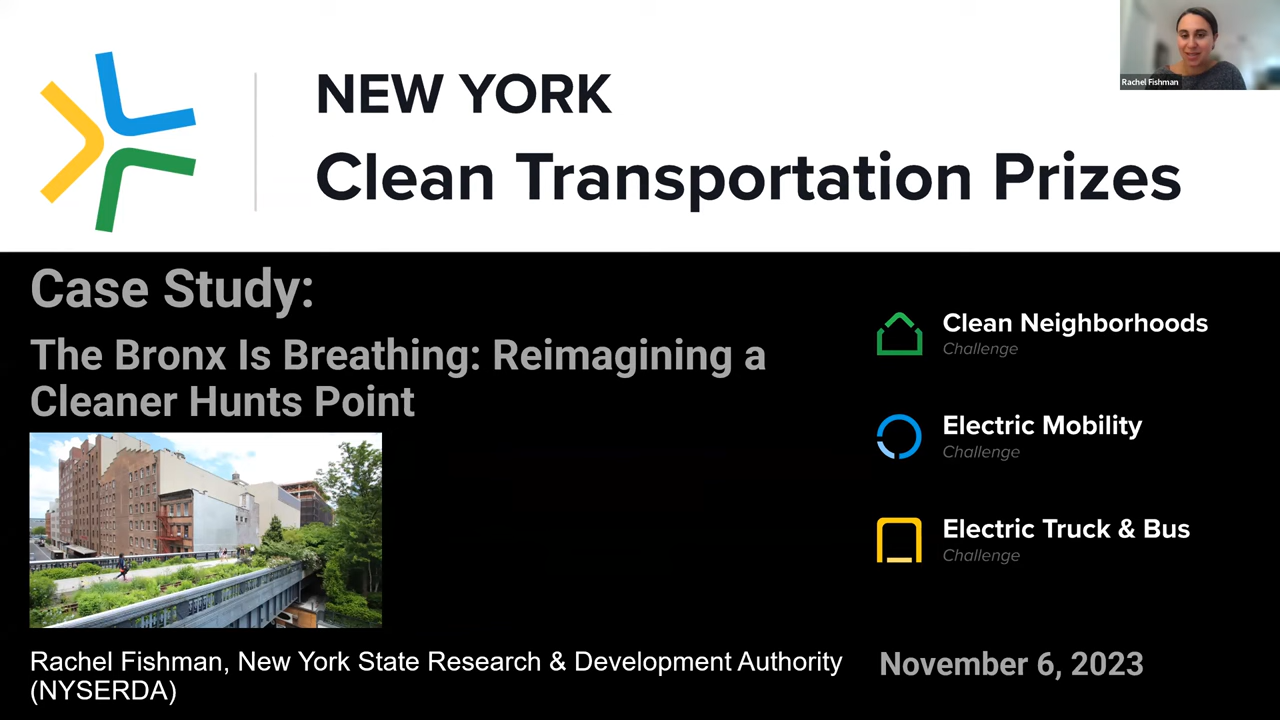 NEW YORK
Clean Transportation Prizes
Rachel Fishman
Case Study:
The Bronx Is Breathing: Reimagining a
Cleaner Hunts Point
Clean Neighborhoods
Challenge
Electric Mobility
Challenge
Electric Truck & Bus
Challenge
Rachel Fishman, New York State Research & Development Authority
(NYSERDA)
November 6, 2023